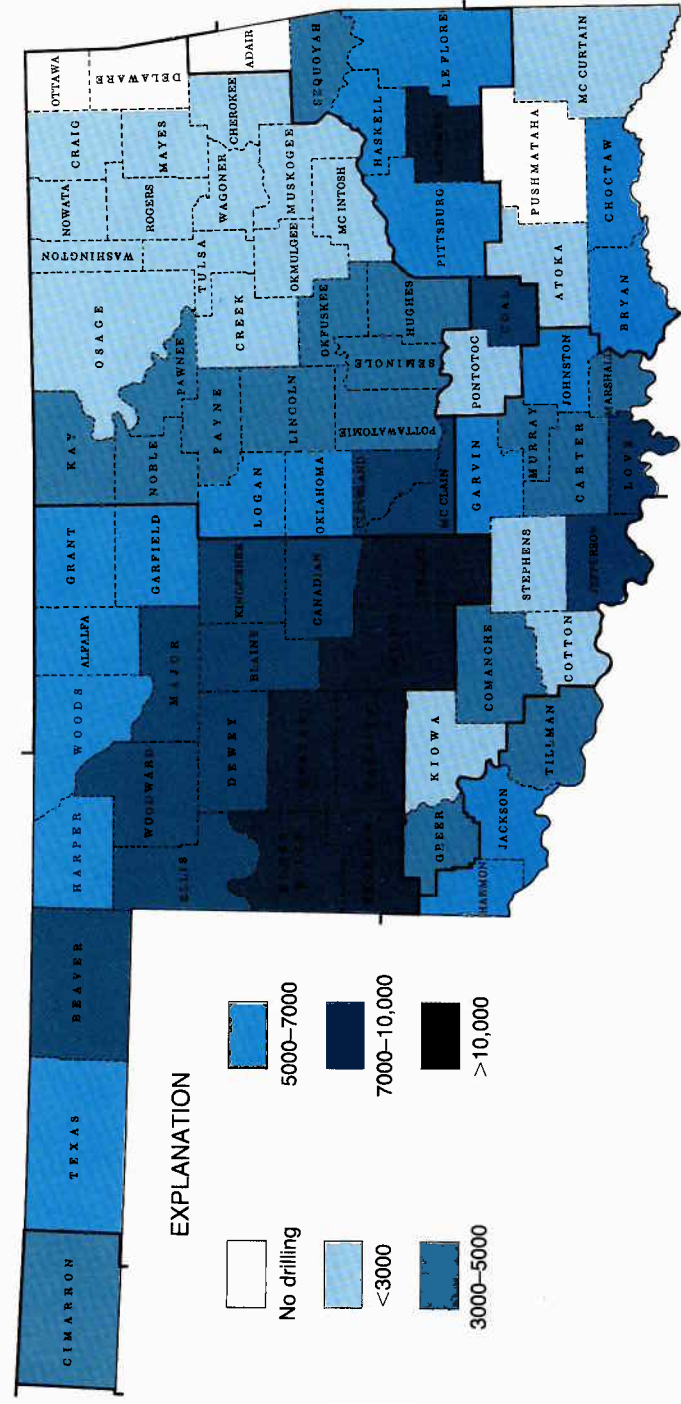 CIMARRON
TEXAS
BEAVER
HARPER
WOODS
ALFALFA
GRANT
KAY
OSAGE
WASHINGTON
NOWATA
CRAIG
OTTAWA
DELAWARE
ELLIS
WOODWARD
MAJOR
GARFIELD
NOBLE
PAWNEE
TULSA
ROGERS
MAYES
WAGONER
CHEROKEE
ADAIR
DEWEY
BLAINE
KINGFISHER
LOGAN
PAYNE
CREEK
OKMULGEE
MUSKOGEE
SEQUOYAH
CANADIAN
OKLAHOMA
LINCOLN
OKFUSKEE
MC INTOSH
HASKELL
LE FLORE
CLEVELAND
POTTAWATOMIE
SEMINOLE
HUGHES
PITTSBURG
MC CLAIN
HARMON
GREER
KIOWA
COMANCHE
GARVIN
PONTOTOC
COAL
JACKSON
TILLMAN
COTTON
STEPHENS
JEFFERSON
MURRAY
CARTER
LOVE
JOHNSTON
MARSHALL
ATOKA
BRYAN
PUSHMATAHA
CHOCTAW
MC CURTAIN
EXPLANATION
No drilling
<3000
3000–5000
5000–7000
7000–10,000
>10,000